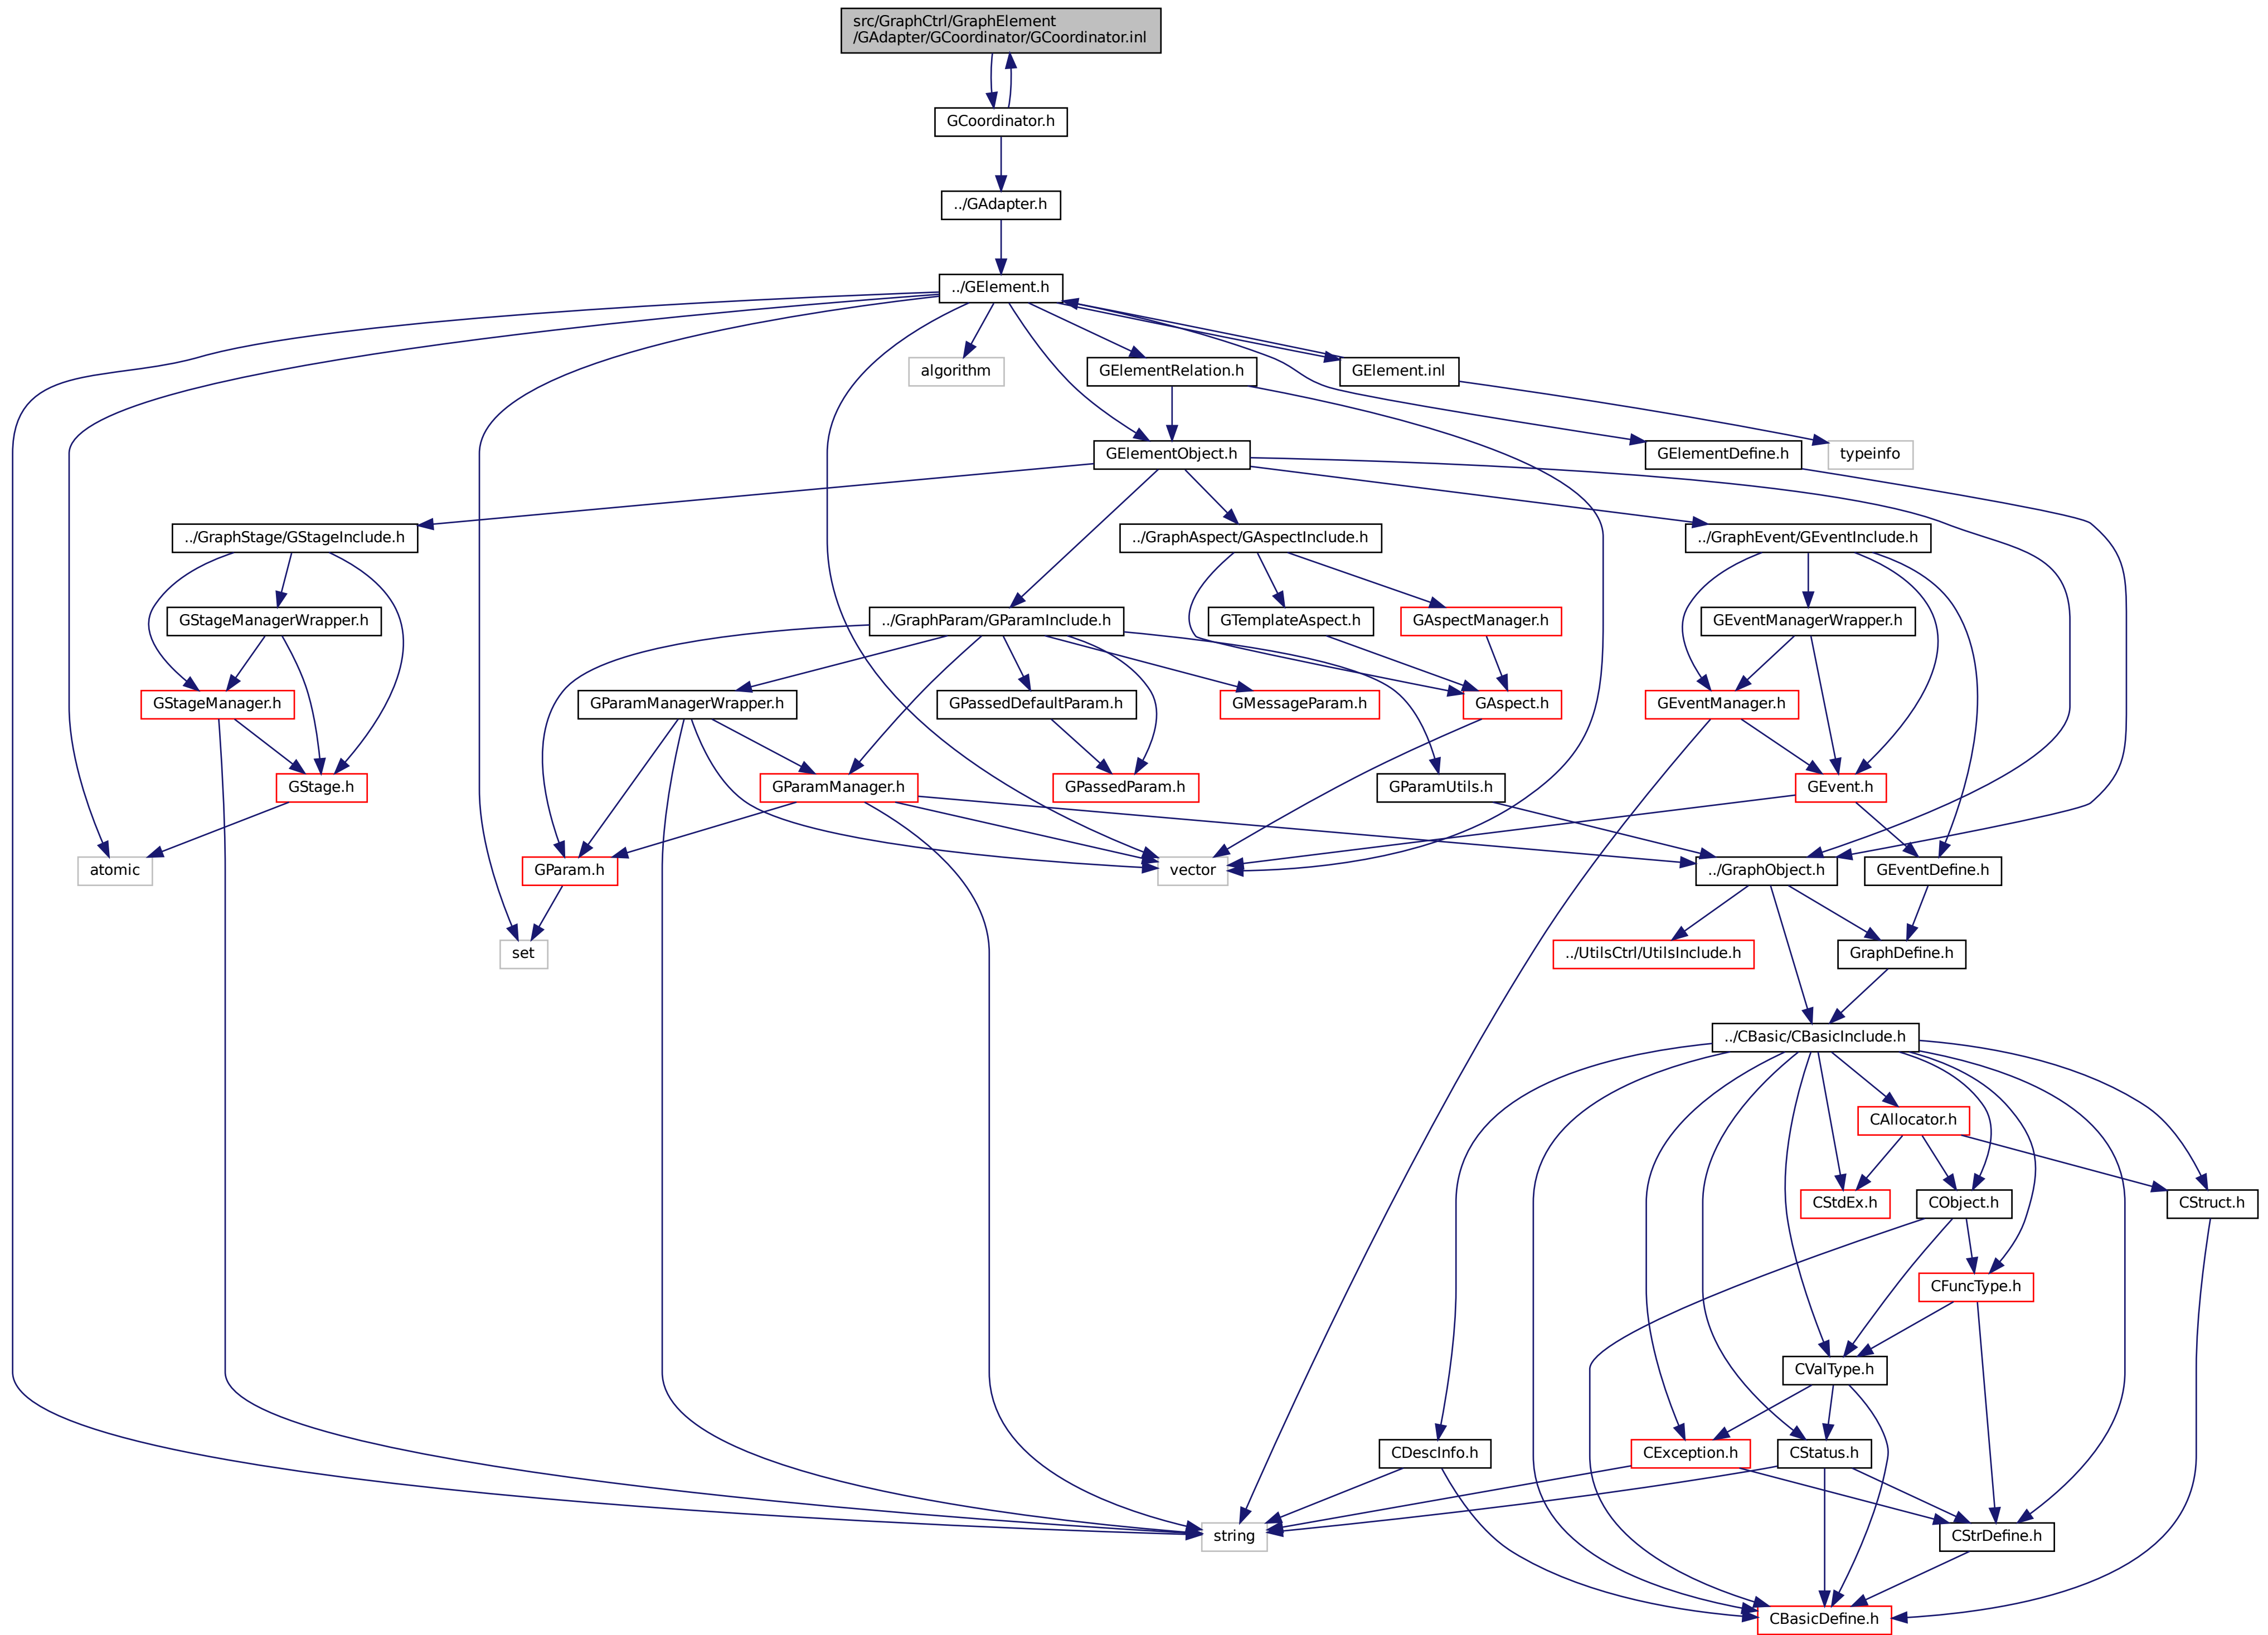 src/GraphCtrl/GraphElement
/GAdapter/GCoordinator/GCoordinator.inl
GCoordinator.h
../GAdapter.h
../GElement.h
algorithm
GElementRelation.h
GElement.inl
GElementObject.h
GElementDefine.h
typeinfo
../GraphStage/GStageInclude.h
../GraphAspect/GAspectInclude.h
../GraphEvent/GEventInclude.h
GStageManagerWrapper.h
../GraphParam/GParamInclude.h
GTemplateAspect.h
GAspectManager.h
GEventManagerWrapper.h
GStageManager.h
GParamManagerWrapper.h
GPassedDefaultParam.h
GMessageParam.h
GAspect.h
GEventManager.h
GStage.h
GParamManager.h
GPassedParam.h
GParamUtils.h
GEvent.h
atomic
GParam.h
vector
../GraphObject.h
GEventDefine.h
set
../UtilsCtrl/UtilsInclude.h
GraphDefine.h
../CBasic/CBasicInclude.h
CAllocator.h
CStdEx.h
CObject.h
CStruct.h
CFuncType.h
CValType.h
CDescInfo.h
CException.h
CStatus.h
string
CStrDefine.h
CBasicDefine.h